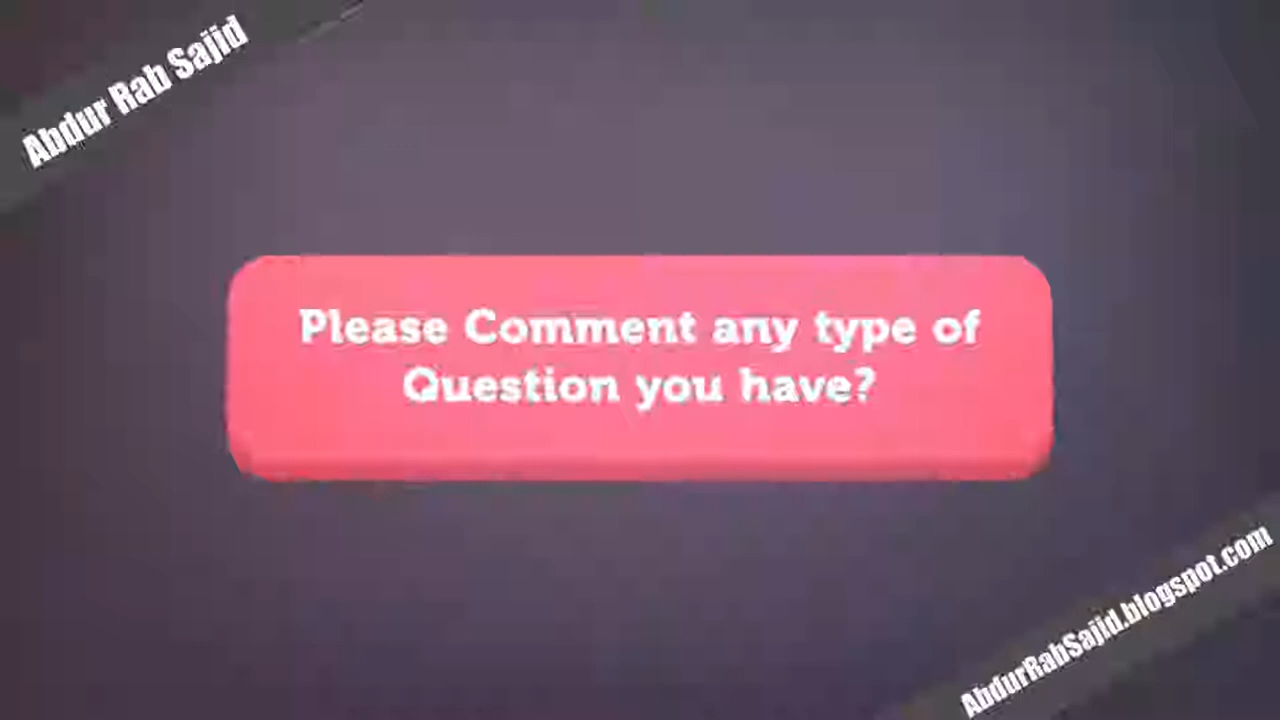 Abdur Rab Sajid
Please Comment any type of
Question you have?
AbdurRabSajid.blogspot.com